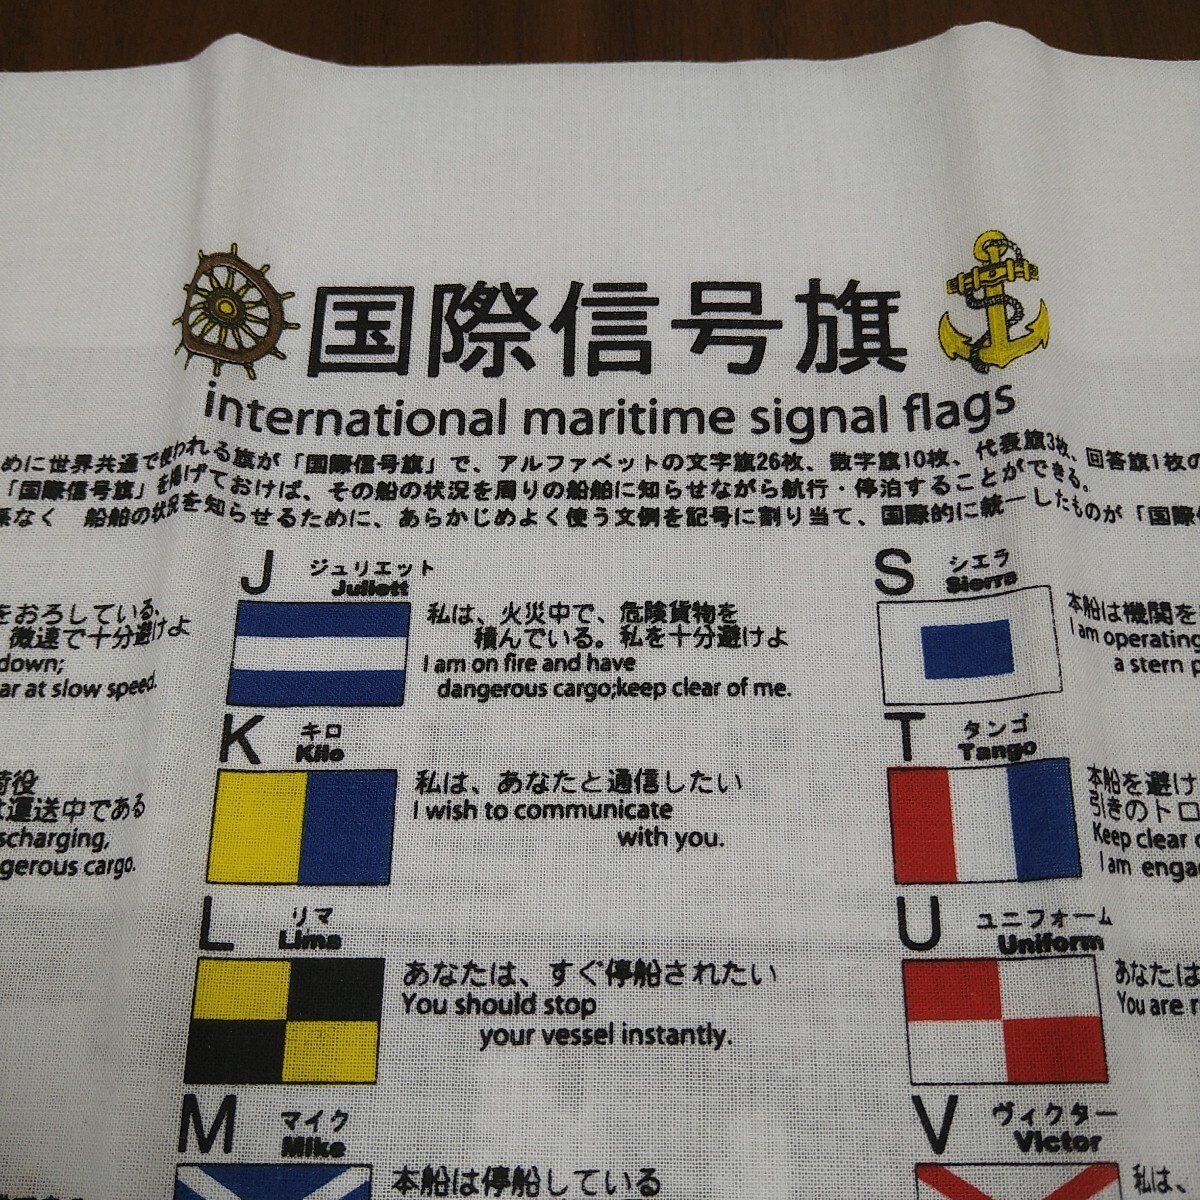 国際信号旗
international maritime signal flags
めに世界共通で使われる旗が「国際信号旗」で、アルファベットの文字旗26枚、数字旗10枚、代表旗3枚、回答旗1枚の
「国際信号旗」を掲げておけば、その船の状況を周りの船舶に知らせながら航行・停泊することができる。
係なく 船舶の状況を知らせるために、あらかじめよく使う文例を記号に割り当て、国際的に統一したものが「国際
をおろしている。
微速で十分避けよ
down;
ar at slow speed.
荷役
は運送中である
scharging,
ngerous cargo.
J ジュリエット
Juliett
私は、火災中で、危険貨物を
積んでいる。私を十分避けよ
I am on fire and have
dangerous cargo;keep clear of me.
K キロ
Kilo
私は、あなたと通信したい
I wish to communicate
with you.
L リマ
Lima
あなたは、すぐ停船されたい
You should stop
your vessel instantly.
M マイク
Mike
本船は停船している
S シエラ
Sierra
本船は機関を
I am operating
a stern p
T タンゴ
Tango
本船を避け
引きのトロ
Keep clear
I am enga
U ユニフォーム
Uniform
あなたは
You are r
V ヴィクター
Victor
私は、